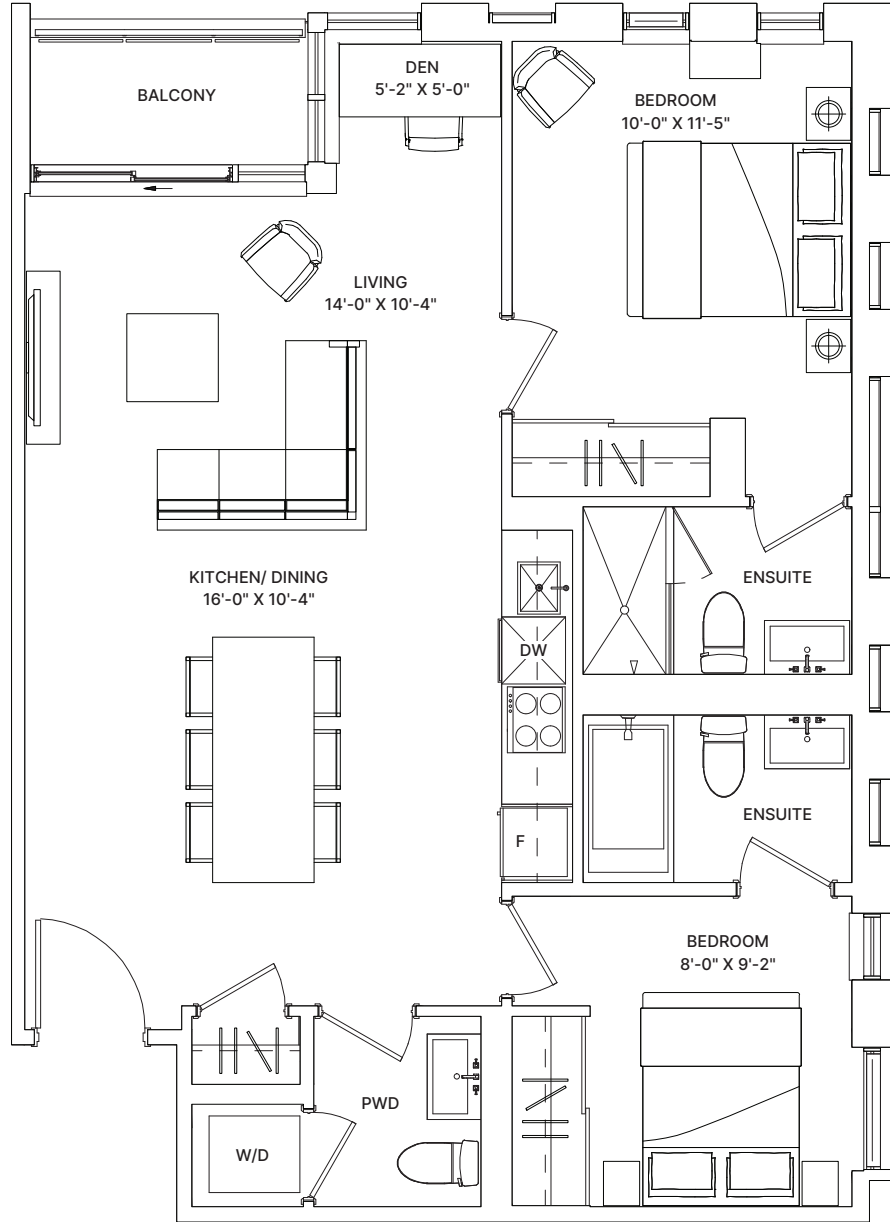 BALCONY
DEN
5'-2" X 5'-0"
BEDROOM
10'-0" X 11'-5"
LIVING
14'-0" X 10'-4"
KITCHEN/ DINING
16'-0" X 10'-4"
ENSUITE
DW
ENSUITE
F
BEDROOM
8'-0" X 9'-2"
PWD
W/D